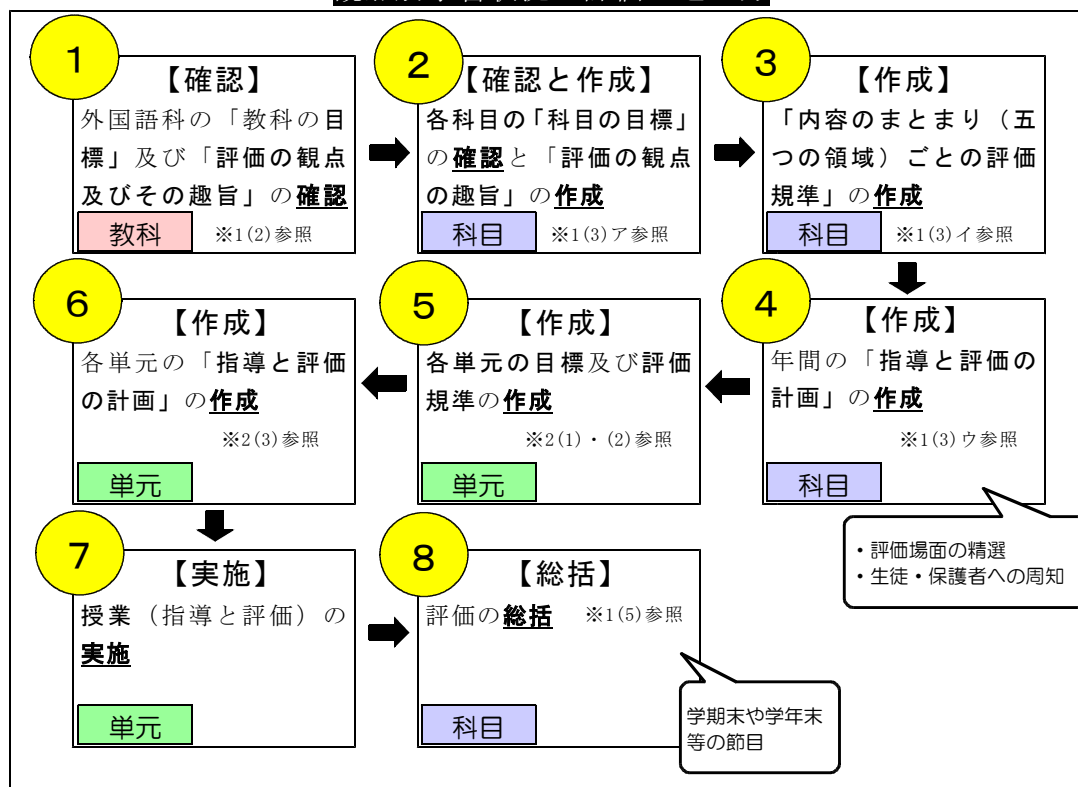 1
【確認】
外国語科の「教科の目
標」及び「評価の観点
及びその趣旨」の確認
教科 ※1(2)参照
2
【確認と作成】
各科目の「科目の目標」
の確認と「評価の観点
の趣旨」の作成
科目 ※1(3)ア参照
3
【作成】
「内容のまとまり（五
つの領域）ごとの評価
規準」の作成
科目 ※1(3)イ参照
4
【作成】
年間の「指導と評価の
計画」の作成
※1(3)ウ参照
科目
・評価場面の精選
・生徒・保護者への周知
5
【作成】
各単元の目標及び評価
規準の作成
※2(1)・(2)参照
単元
6
【作成】
各単元の「指導と評価
の計画」の作成
※2(3)参照
単元
7
【実施】
授業（指導と評価）の
実施
単元
8
【総括】
評価の総括 ※1(5)参照
科目
学期末や学年末
等の節目